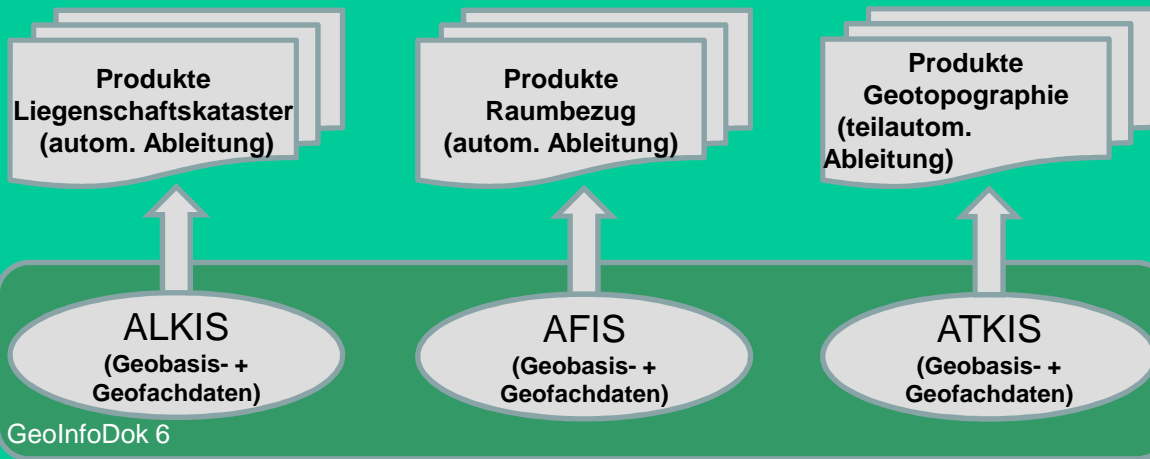 Produkte
Liegenschaftskataster
(autom. Ableitung)
Produkte
Raumbezug
(autom. Ableitung)
Produkte
Geotopographie
(teilautom.
Ableitung)
ALKIS
(Geobasis- +
Geofachdaten)
AFIS
(Geobasis- +
Geofachdaten)
ATKIS
(Geobasis- +
Geofachdaten)
GeoInfoDok 6